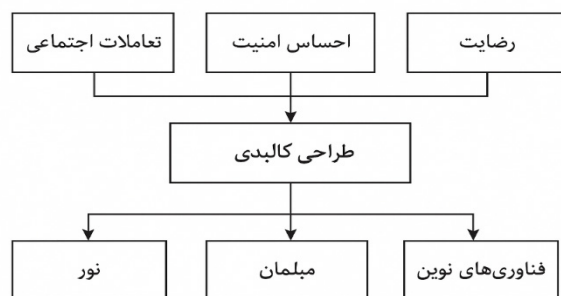 رضایت
احساس امنیت
تعاملات اجتماعی
طراحی کالبدی
فناوری‌های نوین
مبلمان
نور